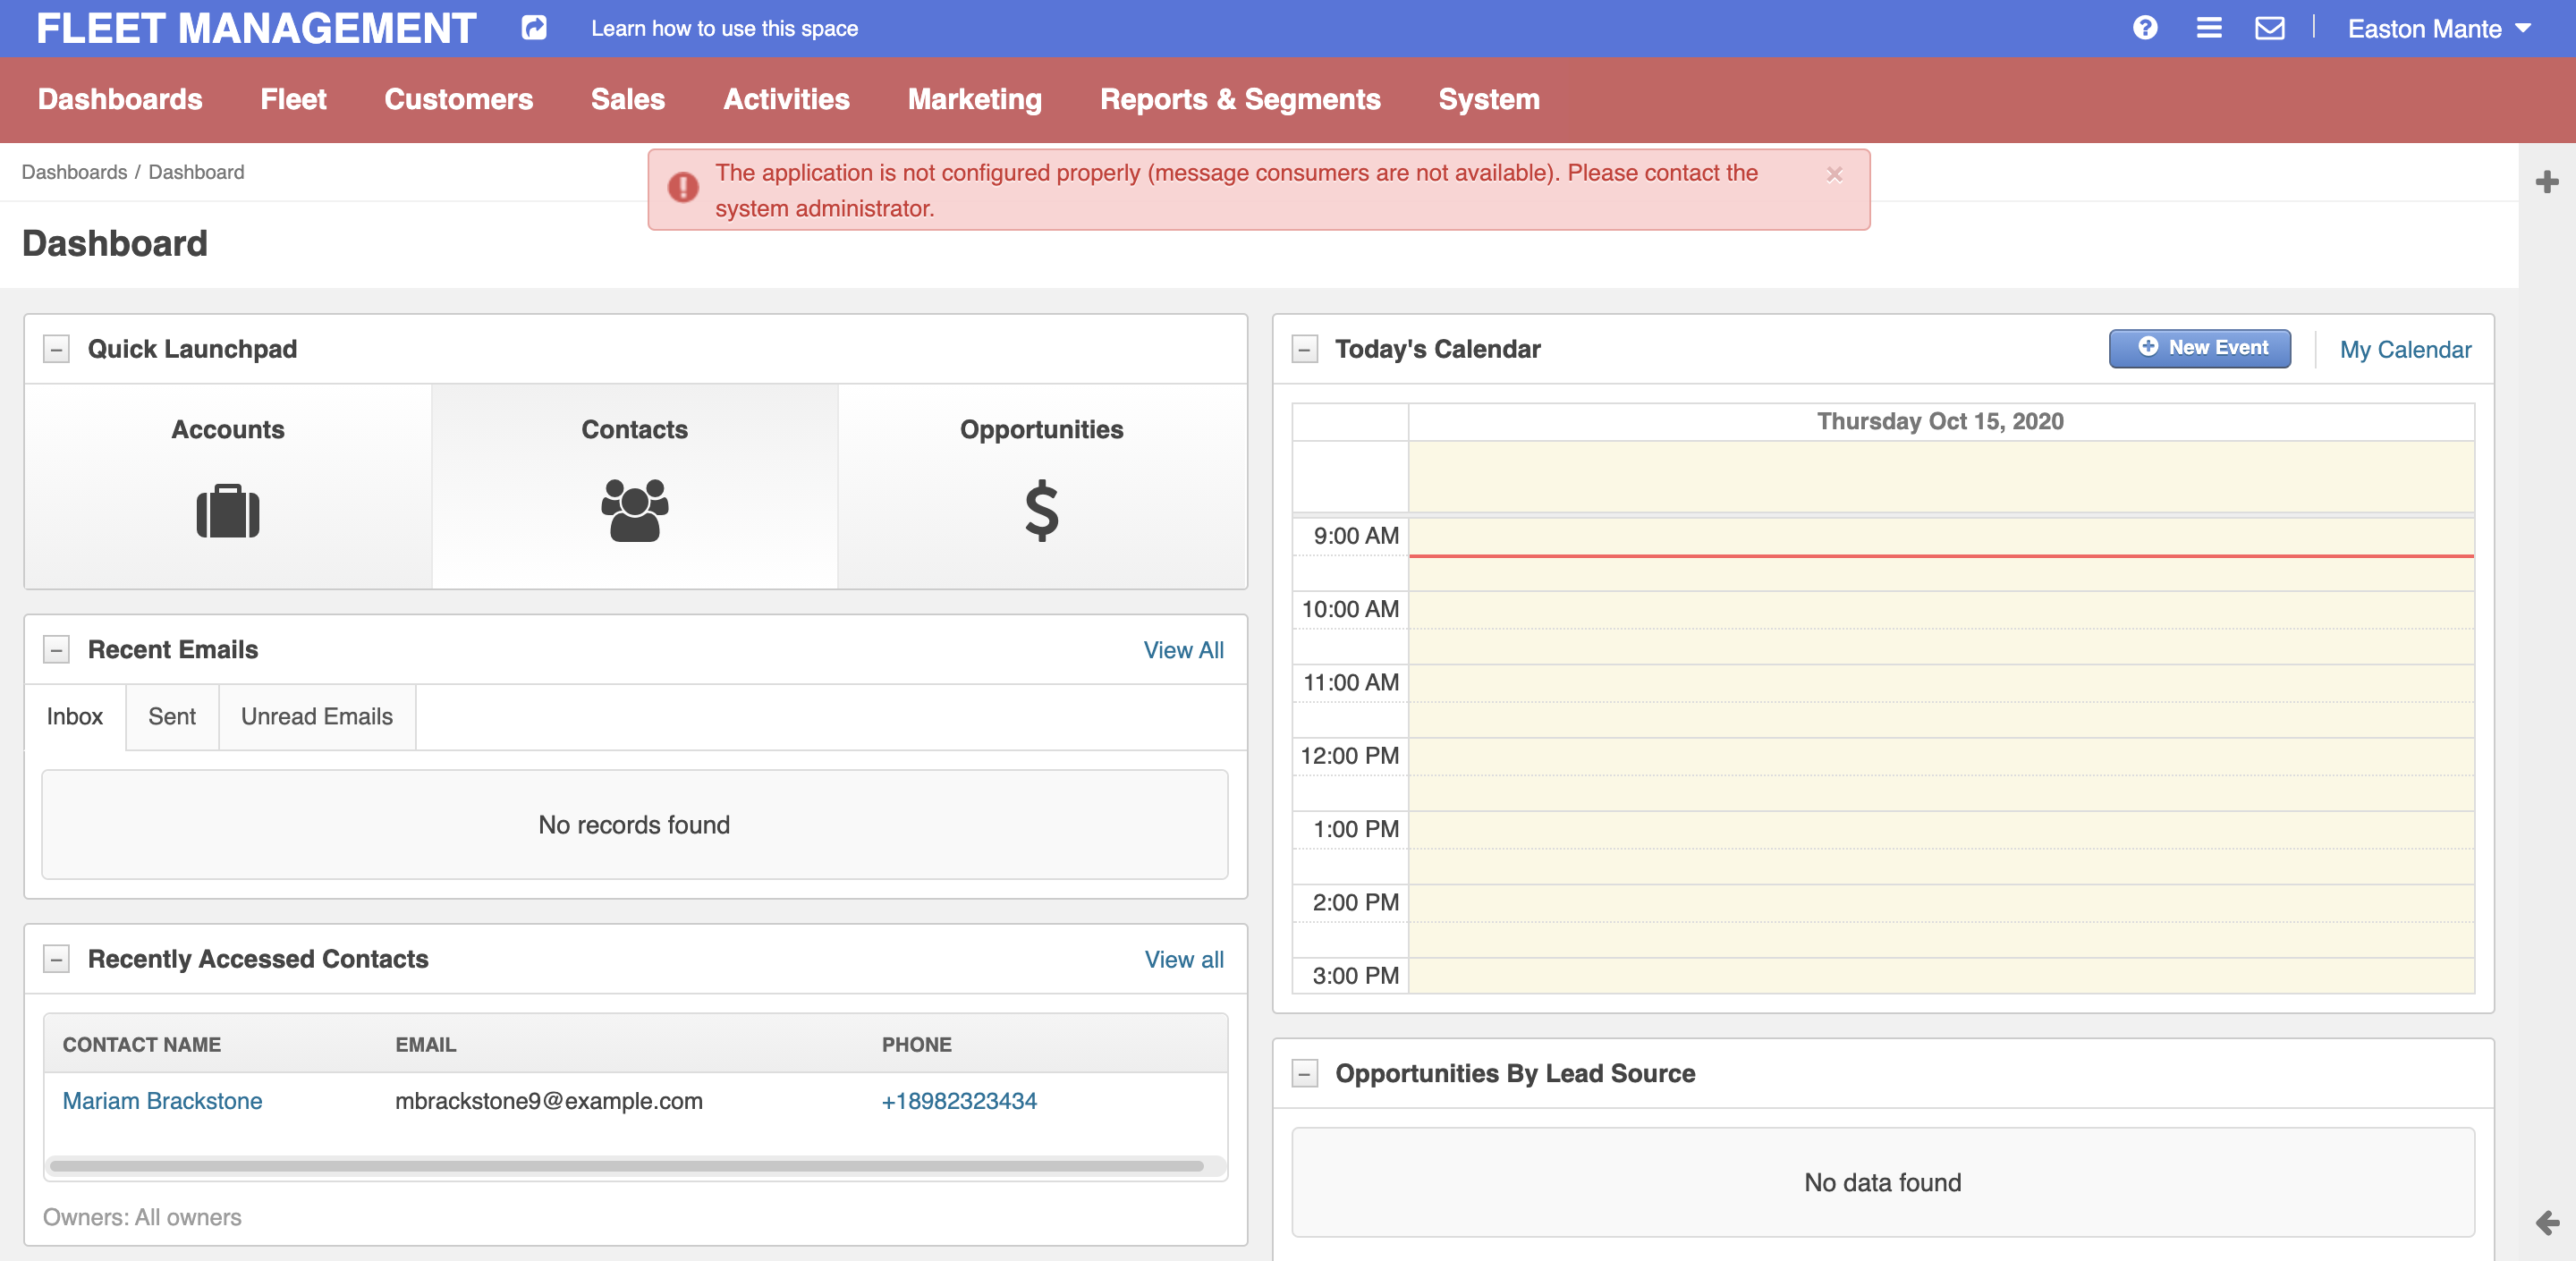 FLEET MANAGEMENT
Learn how to use this space
Easton Mante
Dashboards
Fleet
Customers
Sales
Activities
Marketing
Reports & Segments
System
Dashboards / Dashboard
The application is not configured properly (message consumers are not available). Please contact the
system administrator.
×
Dashboard
Quick Launchpad
Accounts
Contacts
Opportunities
$
Recent Emails
View All
Inbox
Sent
Unread Emails
No records found
Recently Accessed Contacts
View all
CONTACT NAME
EMAIL
PHONE
Mariam Brackstone
mbrackstone9@example.com
+18982323434
Owners: All owners
Today's Calendar
New Event
My Calendar
Thursday Oct 15, 2020
9:00 AM
10:00 AM
11:00 AM
12:00 PM
1:00 PM
2:00 PM
3:00 PM
Opportunities By Lead Source
No data found